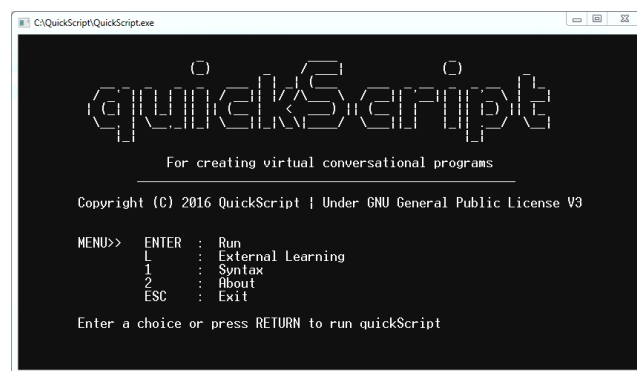 C:\QuickScript\QuickScript.exe
quickScript
For creating virtual conversational programs
Copyright (C) 2016 QuickScript ¦ Under GNU General Public License V3
MENU>> ENTER : Run
L : External Learning
1 : Syntax
2 : About
ESC : Exit
Enter a choice or press RETURN to run quickScript